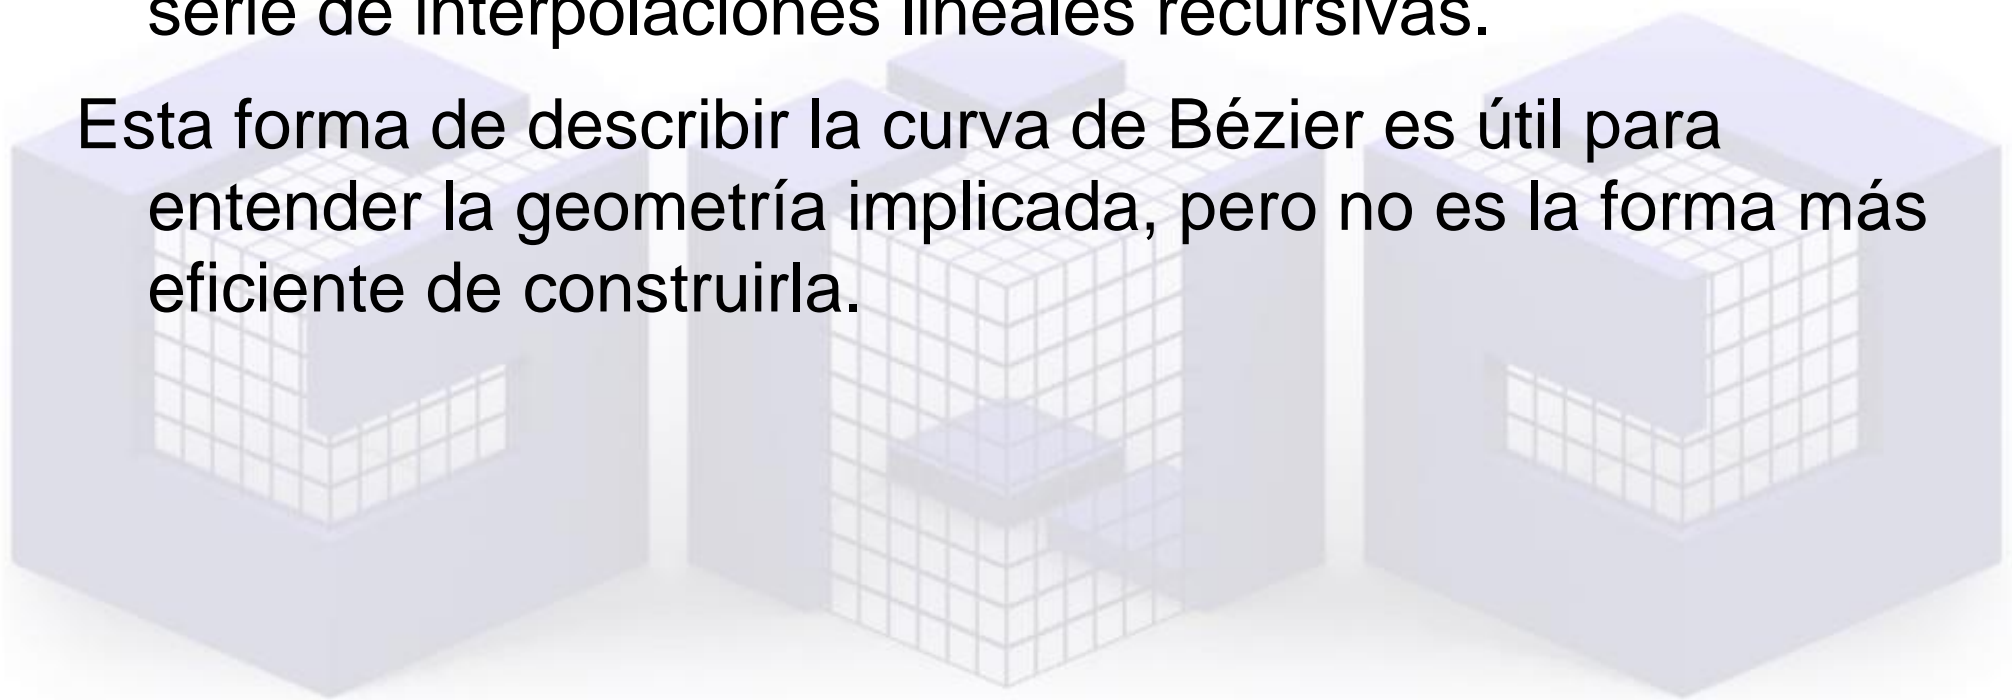 serie de interpolaciones lineales recursivas.
Esta forma de describir la curva de Bézier es útil para
entender la geometría implicada, pero no es la forma más
eficiente de construirla.